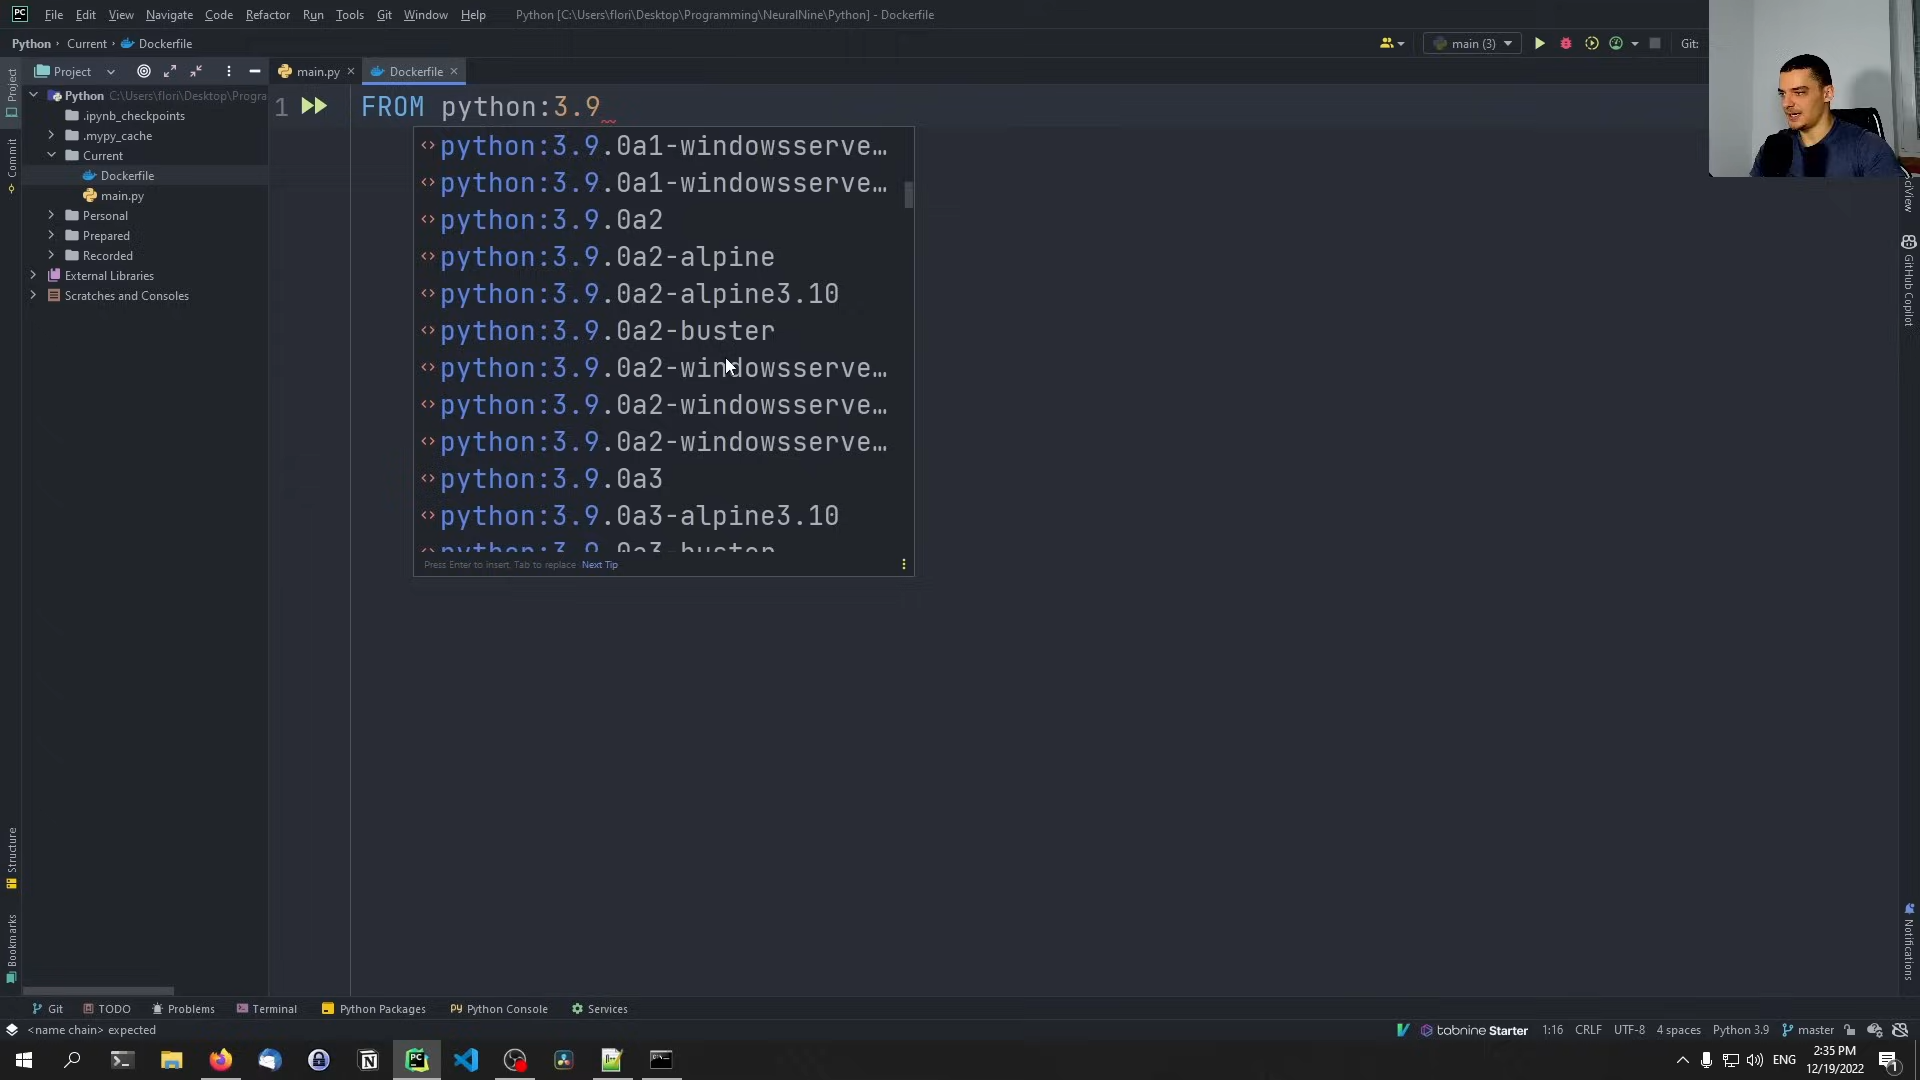 PC File Edit View Navigate Code Refactor Run Tools Git Window Help Python [C:\Users\flori\Desktop\Programming\NeuralNine\Python] - Dockerfile
Python Current Dockerfile main (3) Git:
Project main.py Dockerfile
Python C:\Users\flori\Desktop\Progra
.ipynb_checkpoints
.mypy_cache
Current
Dockerfile
main.py
Personal
Prepared
Recorded
External Libraries
Scratches and Consoles
Project
Commit
Structure
Bookmarks
1 FROM python:3.9
python:3.9.0a1-windowsserve…
python:3.9.0a1-windowsserve…
python:3.9.0a2
python:3.9.0a2-alpine
python:3.9.0a2-alpine3.10
python:3.9.0a2-buster
python:3.9.0a2-windowsserve…
python:3.9.0a2-windowsserve…
python:3.9.0a2-windowsserve…
python:3.9.0a3
python:3.9.0a3-alpine3.10
python:3.9.0a3-buster
Press Enter to insert, Tab to replace Next Tip
SciView
GitHub Copilot
Notifications
Git TODO Problems Terminal Python Packages Python Console Services
<name chain> expected tabnine Starter 1:16 CRLF UTF-8 4 spaces Python 3.9 master
ENG 2:35 PM
12/19/2022 1